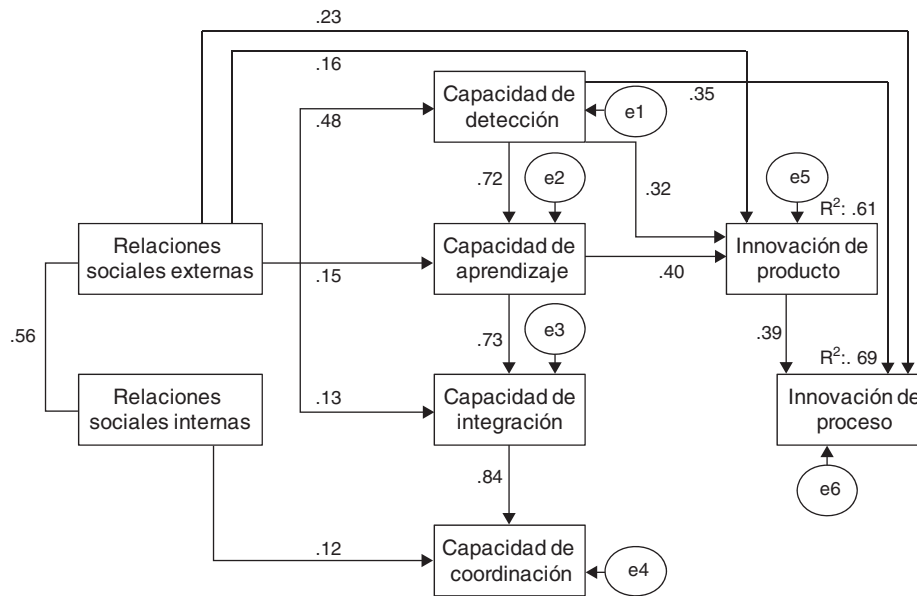 .23
.16
Capacidad de
detección
e1
.35
.48
.72
e2
.32
e5
R²: .61
Relaciones
sociales externas
Capacidad de
aprendizaje
Innovación de
producto
.15
.40
.56
.73
e3
.39
R²:. 69
Relaciones
sociales internas
.13
Capacidad de
integración
Innovación de
proceso
.84
e6
.12
Capacidad de
coordinación
e4